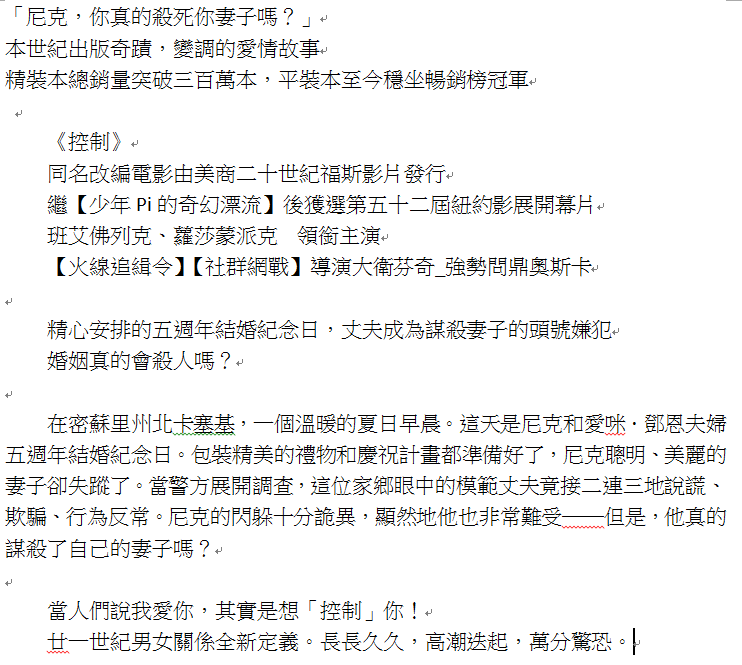 「尼克，你真的殺死你妻子嗎？」
本世紀出版奇蹟，變調的愛情故事
精裝本總銷量突破三百萬本，平裝本至今穩坐暢銷榜冠軍
《控制》
同名改編電影由美商二十世紀福斯影片發行
繼【少年 Pi 的奇幻漂流】後獲選第五十二屆紐約影展開幕片
班艾佛列克、蘿莎蒙派克　領銜主演
【火線追緝令】【社群網戰】導演大衛芬奇_強勢問鼎奧斯卡
精心安排的五週年結婚紀念日，丈夫成為謀殺妻子的頭號嫌犯
婚姻真的會殺人嗎？
在密蘇里州北卡塞基，一個溫暖的夏日早晨。這天是尼克和愛咪．鄧恩夫婦
五週年結婚紀念日。包裝精美的禮物和慶祝計畫都準備好了，尼克聰明、美麗的
妻子卻失蹤了。當警方展開調查，這位家鄉眼中的模範丈夫竟接二連三地說謊、
欺騙、行為反常。尼克的閃躲十分詭異，顯然地他也非常難受——但是，他真的
謀殺了自己的妻子嗎？
當人們說我愛你，其實是想「控制」你！
廿一世紀男女關係全新定義。長長久久，高潮迭起，萬分驚恐。